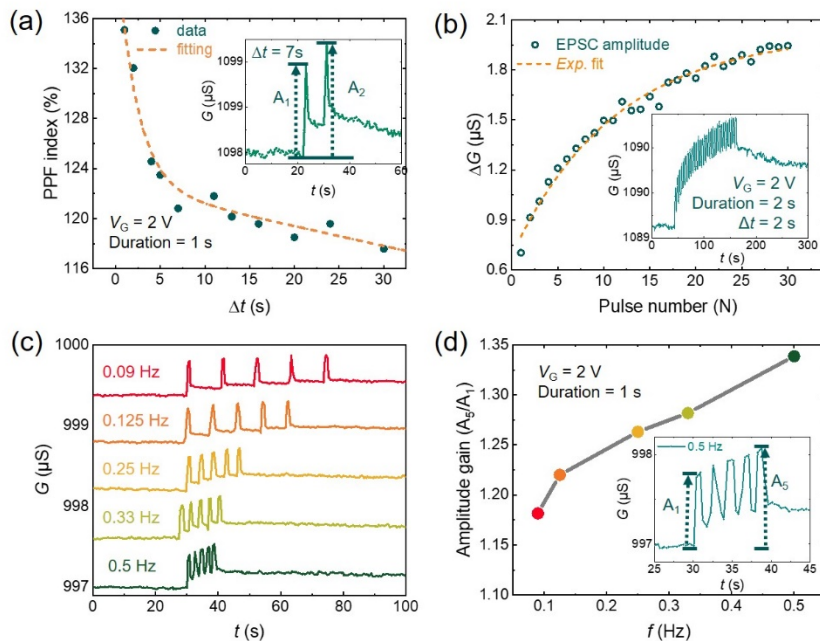 (a)
136
132
128
124
120
116
PPF index (%)
data
fitting
Δt = 7s
1099
1099
1098
G (μS)
A1
A2
0 20 40 60
t (s)
VG = 2 V
Duration = 1 s
0 5 10 15 20 25 30
Δt (s)
(b)
2.4
2.1
1.8
1.5
1.2
0.9
0.6
ΔG (μS)
EPSC amplitude
Exp. fit
1090
1090
1089
G (μS)
VG = 2 V
Duration = 2 s
Δt = 2 s
0 100 200 300
t (s)
0 5 10 15 20 25 30
Pulse number (N)
(c)
1000
999
998
997
G (μS)
0.09 Hz
0.125 Hz
0.25 Hz
0.33 Hz
0.5 Hz
0 20 40 60 80 100
t (s)
(d)
1.35
1.30
1.25
1.20
1.15
1.10
Amplitude gain (A5/A1)
VG = 2 V
Duration = 1 s
0.5 Hz
998
997
G (μS)
A1
A5
25 30 35 40 45
t (s)
0.1 0.2 0.3 0.4 0.5
f (Hz)